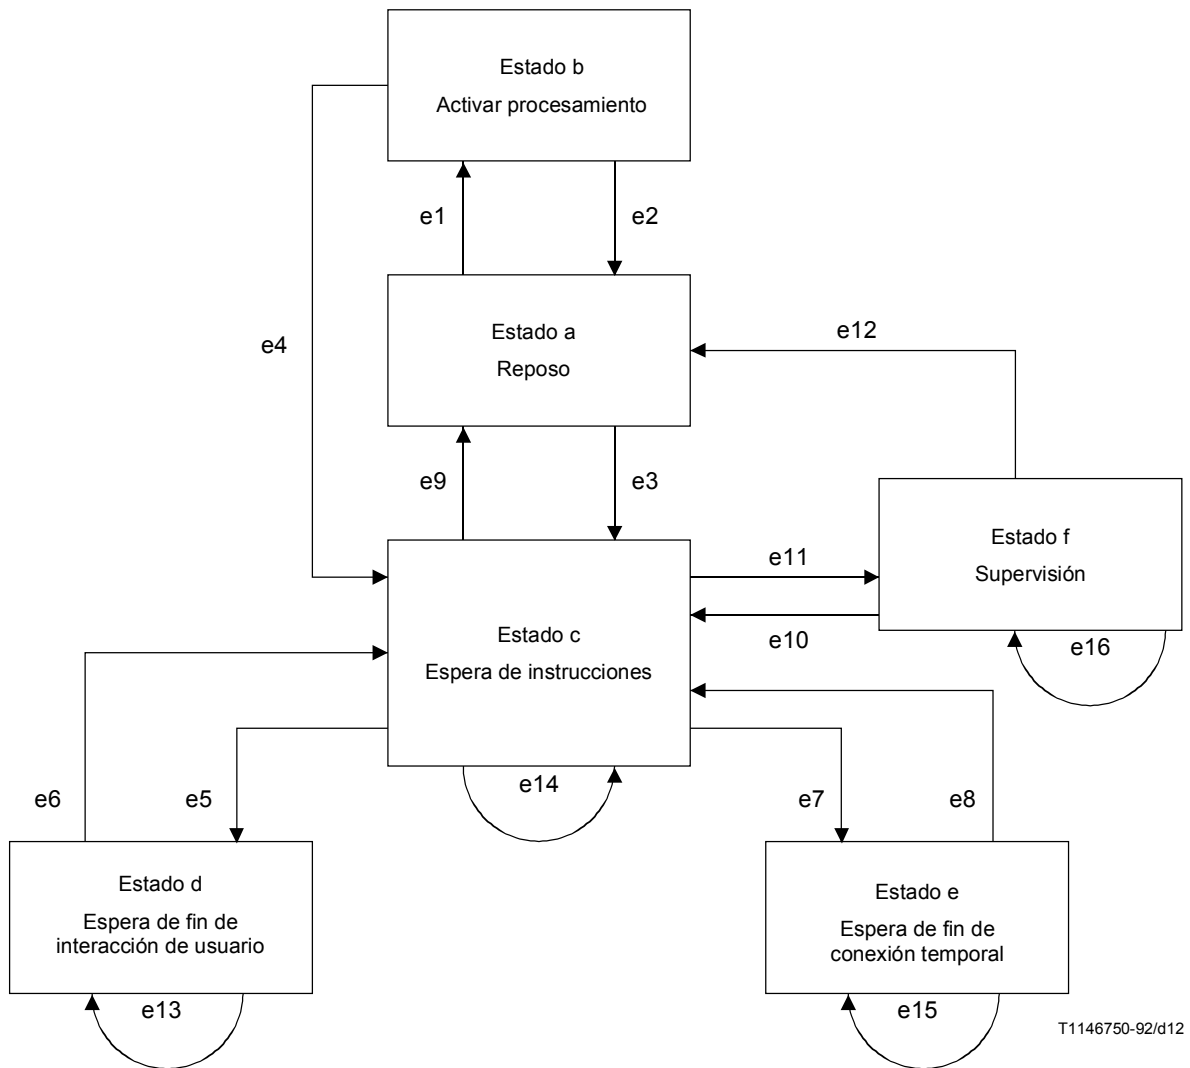 Estado b
Activar procesamiento
e1
e2
Estado a
Reposo
e4
e12
e9
e3
Estado f
Supervisión
e11
Estado c
Espera de instrucciones
e10
e16
e14
e6
e5
e7
e8
Estado d
Espera de fin de
interacción de usuario
Estado e
Espera de fin de
conexión temporal
e13
e15
T1146750-92/d12